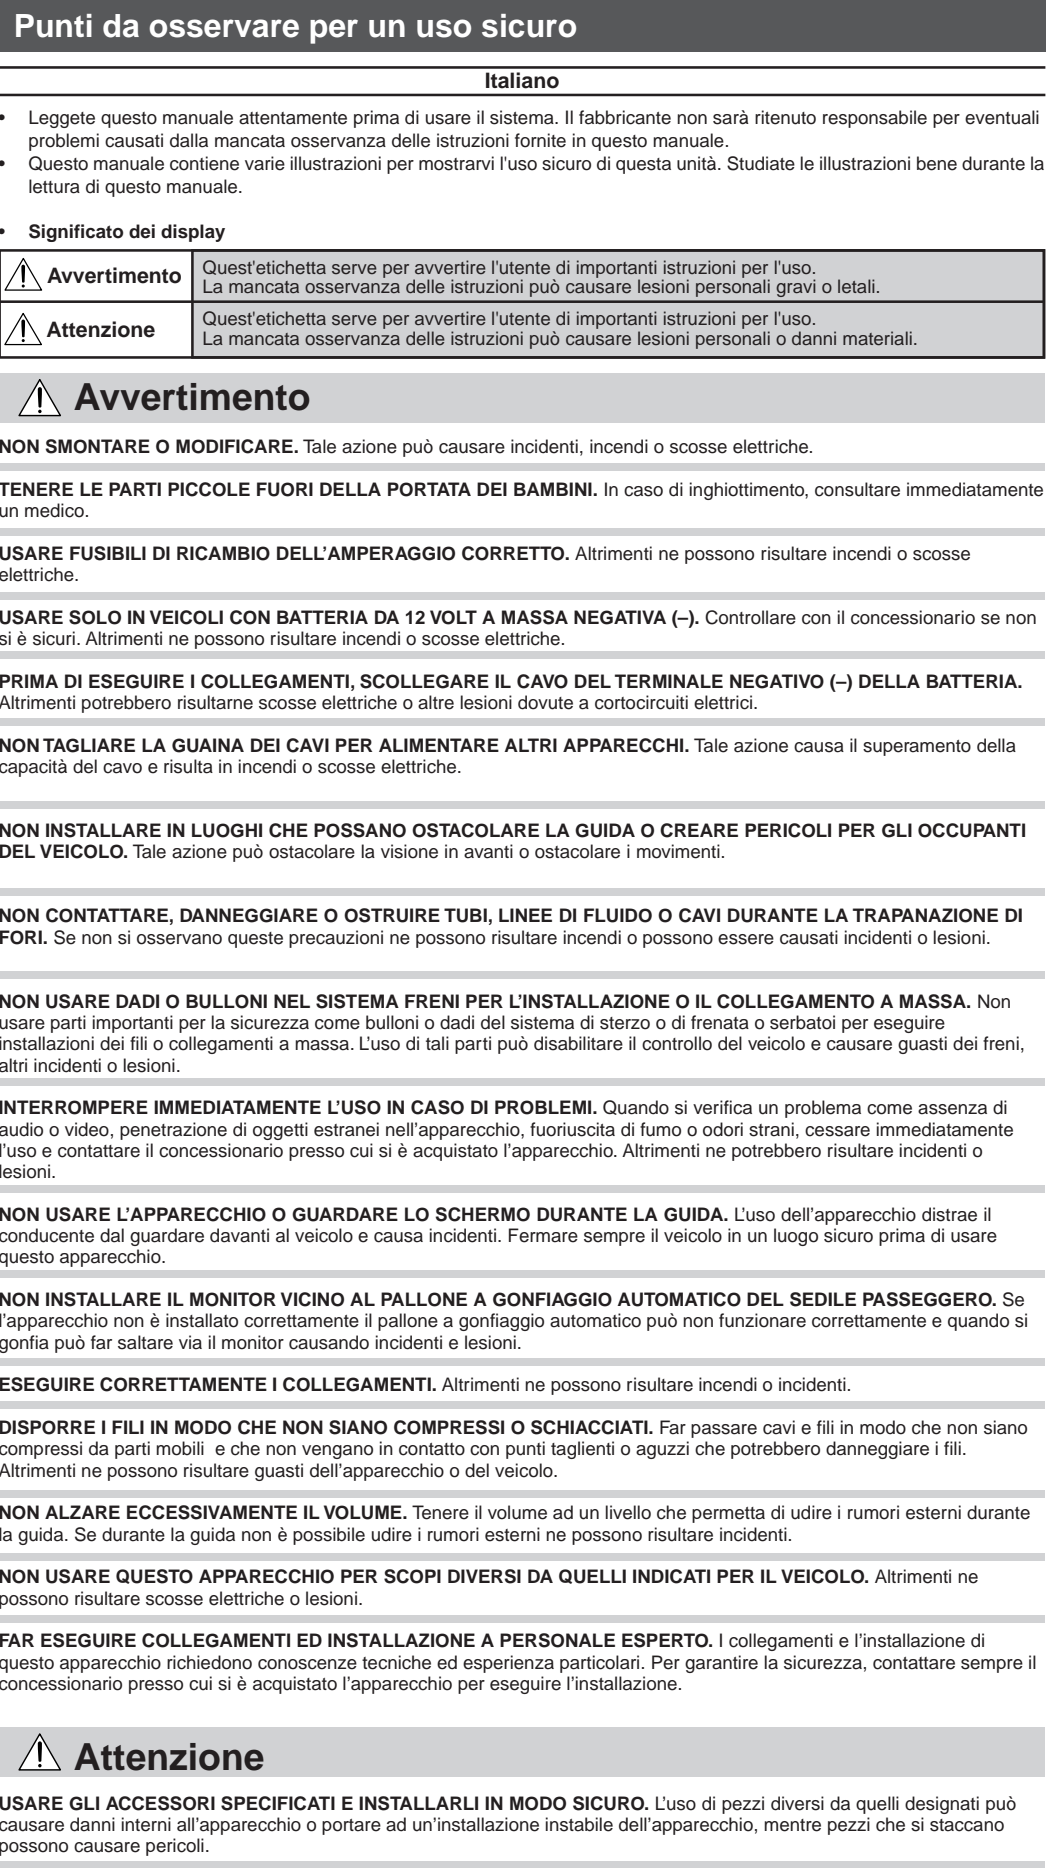 Punti da osservare per un uso sicuro
Italiano
• Leggete questo manuale attentamente prima di usare il sistema. Il fabbricante non sarà ritenuto responsabile per eventuali
problemi causati dalla mancata osservanza delle istruzioni fornite in questo manuale.
• Questo manuale contiene varie illustrazioni per mostrarvi l'uso sicuro di questa unità. Studiate le illustrazioni bene durante la
lettura di questo manuale.
• Significato dei display
Avvertimento
Quest'etichetta serve per avvertire l'utente di importanti istruzioni per l'uso.
La mancata osservanza delle istruzioni può causare lesioni personali gravi o letali.
Attenzione
Quest'etichetta serve per avvertire l'utente di importanti istruzioni per l'uso.
La mancata osservanza delle istruzioni può causare lesioni personali o danni materiali.
Avvertimento
NON SMONTARE O MODIFICARE. Tale azione può causare incidenti, incendi o scosse elettriche.
TENERE LE PARTI PICCOLE FUORI DELLA PORTATA DEI BAMBINI. In caso di inghiottimento, consultare immediatamente
un medico.
USARE FUSIBILI DI RICAMBIO DELL’AMPERAGGIO CORRETTO. Altrimenti ne possono risultare incendi o scosse
elettriche.
USARE SOLO IN VEICOLI CON BATTERIA DA 12 VOLT A MASSA NEGATIVA (–). Controllare con il concessionario se non
si è sicuri. Altrimenti ne possono risultare incendi o scosse elettriche.
PRIMA DI ESEGUIRE I COLLEGAMENTI, SCOLLEGARE IL CAVO DEL TERMINALE NEGATIVO (–) DELLA BATTERIA.
Altrimenti potrebbero risultarne scosse elettriche o altre lesioni dovute a cortocircuiti elettrici.
NON TAGLIARE LA GUAINA DEI CAVI PER ALIMENTARE ALTRI APPARECCHI. Tale azione causa il superamento della
capacità del cavo e risulta in incendi o scosse elettriche.
NON INSTALLARE IN LUOGHI CHE POSSANO OSTACOLARE LA GUIDA O CREARE PERICOLI PER GLI OCCUPANTI
DEL VEICOLO. Tale azione può ostacolare la visione in avanti o ostacolare i movimenti.
NON CONTATTARE, DANNEGGIARE O OSTRUIRE TUBI, LINEE DI FLUIDO O CAVI DURANTE LA TRAPANAZIONE DI
FORI. Se non si osservano queste precauzioni ne possono risultare incendi o possono essere causati incidenti o lesioni.
NON USARE DADI O BULLONI NEL SISTEMA FRENI PER L’INSTALLAZIONE O IL COLLEGAMENTO A MASSA. Non
usare parti importanti per la sicurezza come bulloni o dadi del sistema di sterzo o di frenata o serbatoi per eseguire
installazioni dei fili o collegamenti a massa. L’uso di tali parti può disabilitare il controllo del veicolo e causare guasti dei freni,
altri incidenti o lesioni.
INTERROMPERE IMMEDIATAMENTE L’USO IN CASO DI PROBLEMI. Quando si verifica un problema come assenza di
audio o video, penetrazione di oggetti estranei nell’apparecchio, fuoriuscita di fumo o odori strani, cessare immediatamente
l’uso e contattare il concessionario presso cui si è acquistato l’apparecchio. Altrimenti ne potrebbero risultare incidenti o
lesioni.
NON USARE L’APPARECCHIO O GUARDARE LO SCHERMO DURANTE LA GUIDA. L’uso dell’apparecchio distrae il
conducente dal guardare davanti al veicolo e causa incidenti. Fermare sempre il veicolo in un luogo sicuro prima di usare
questo apparecchio.
NON INSTALLARE IL MONITOR VICINO AL PALLONE A GONFIAGGIO AUTOMATICO DEL SEDILE PASSEGGERO. Se
l’apparecchio non è installato correttamente il pallone a gonfiaggio automatico può non funzionare correttamente e quando si
gonfia può far saltare via il monitor causando incidenti e lesioni.
ESEGUIRE CORRETTAMENTE I COLLEGAMENTI. Altrimenti ne possono risultare incendi o incidenti.
DISPORRE I FILI IN MODO CHE NON SIANO COMPRESSI O SCHIACCIATI. Far passare cavi e fili in modo che non siano
compressi da parti mobili e che non vengano in contatto con punti taglienti o aguzzi che potrebbero danneggiare i fili.
Altrimenti ne possono risultare guasti dell’apparecchio o del veicolo.
NON ALZARE ECCESSIVAMENTE IL VOLUME. Tenere il volume ad un livello che permetta di udire i rumori esterni durante
la guida. Se durante la guida non è possibile udire i rumori esterni ne possono risultare incidenti.
NON USARE QUESTO APPARECCHIO PER SCOPI DIVERSI DA QUELLI INDICATI PER IL VEICOLO. Altrimenti ne
possono risultare scosse elettriche o lesioni.
FAR ESEGUIRE COLLEGAMENTI ED INSTALLAZIONE A PERSONALE ESPERTO. I collegamenti e l’installazione di
questo apparecchio richiedono conoscenze tecniche ed esperienza particolari. Per garantire la sicurezza, contattare sempre il
concessionario presso cui si è acquistato l’apparecchio per eseguire l’installazione.
Attenzione
USARE GLI ACCESSORI SPECIFICATI E INSTALLARLI IN MODO SICURO. L’uso di pezzi diversi da quelli designati può
causare danni interni all’apparecchio o portare ad un’installazione instabile dell’apparecchio, mentre pezzi che si staccano
possono causare pericoli.